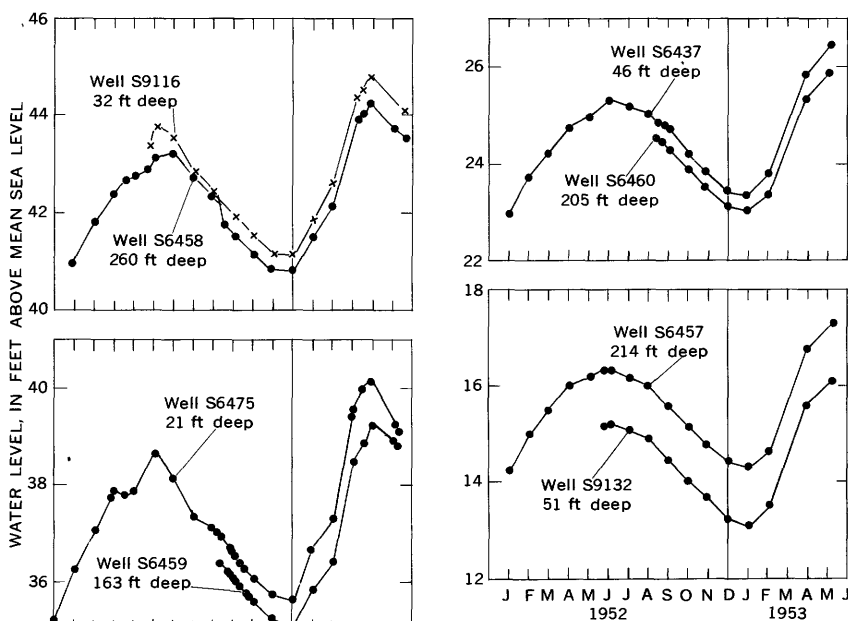 WATER LEVEL, IN FEET ABOVE MEAN SEA LEVEL
46
44
42
40
Well S9116
32 ft deep
Well S6458
260 ft deep
40
38
36
Well S6475
21 ft deep
Well S6459
163 ft deep
26
24
22
Well S6437
46 ft deep
Well S6460
205 ft deep
18
16
14
12
Well S6457
214 ft deep
Well S9132
51 ft deep
J F M A M J J A S O N D J F M A M J
1952 1953